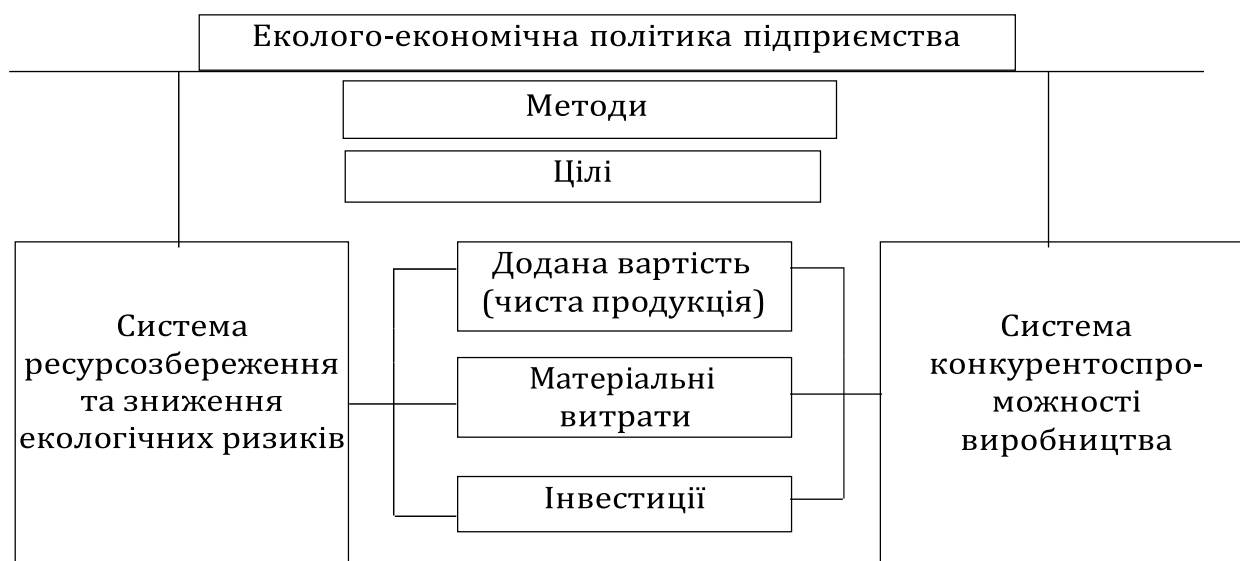 Еколого-економічна політика підприємства
Методи
Цілі
Система
ресурсозбереження
та зниження
екологічних ризиків
Додана вартість
(чиста продукція)
Матеріальні
витрати
Інвестиції
Система
конкурентоспро-
можності
виробництва